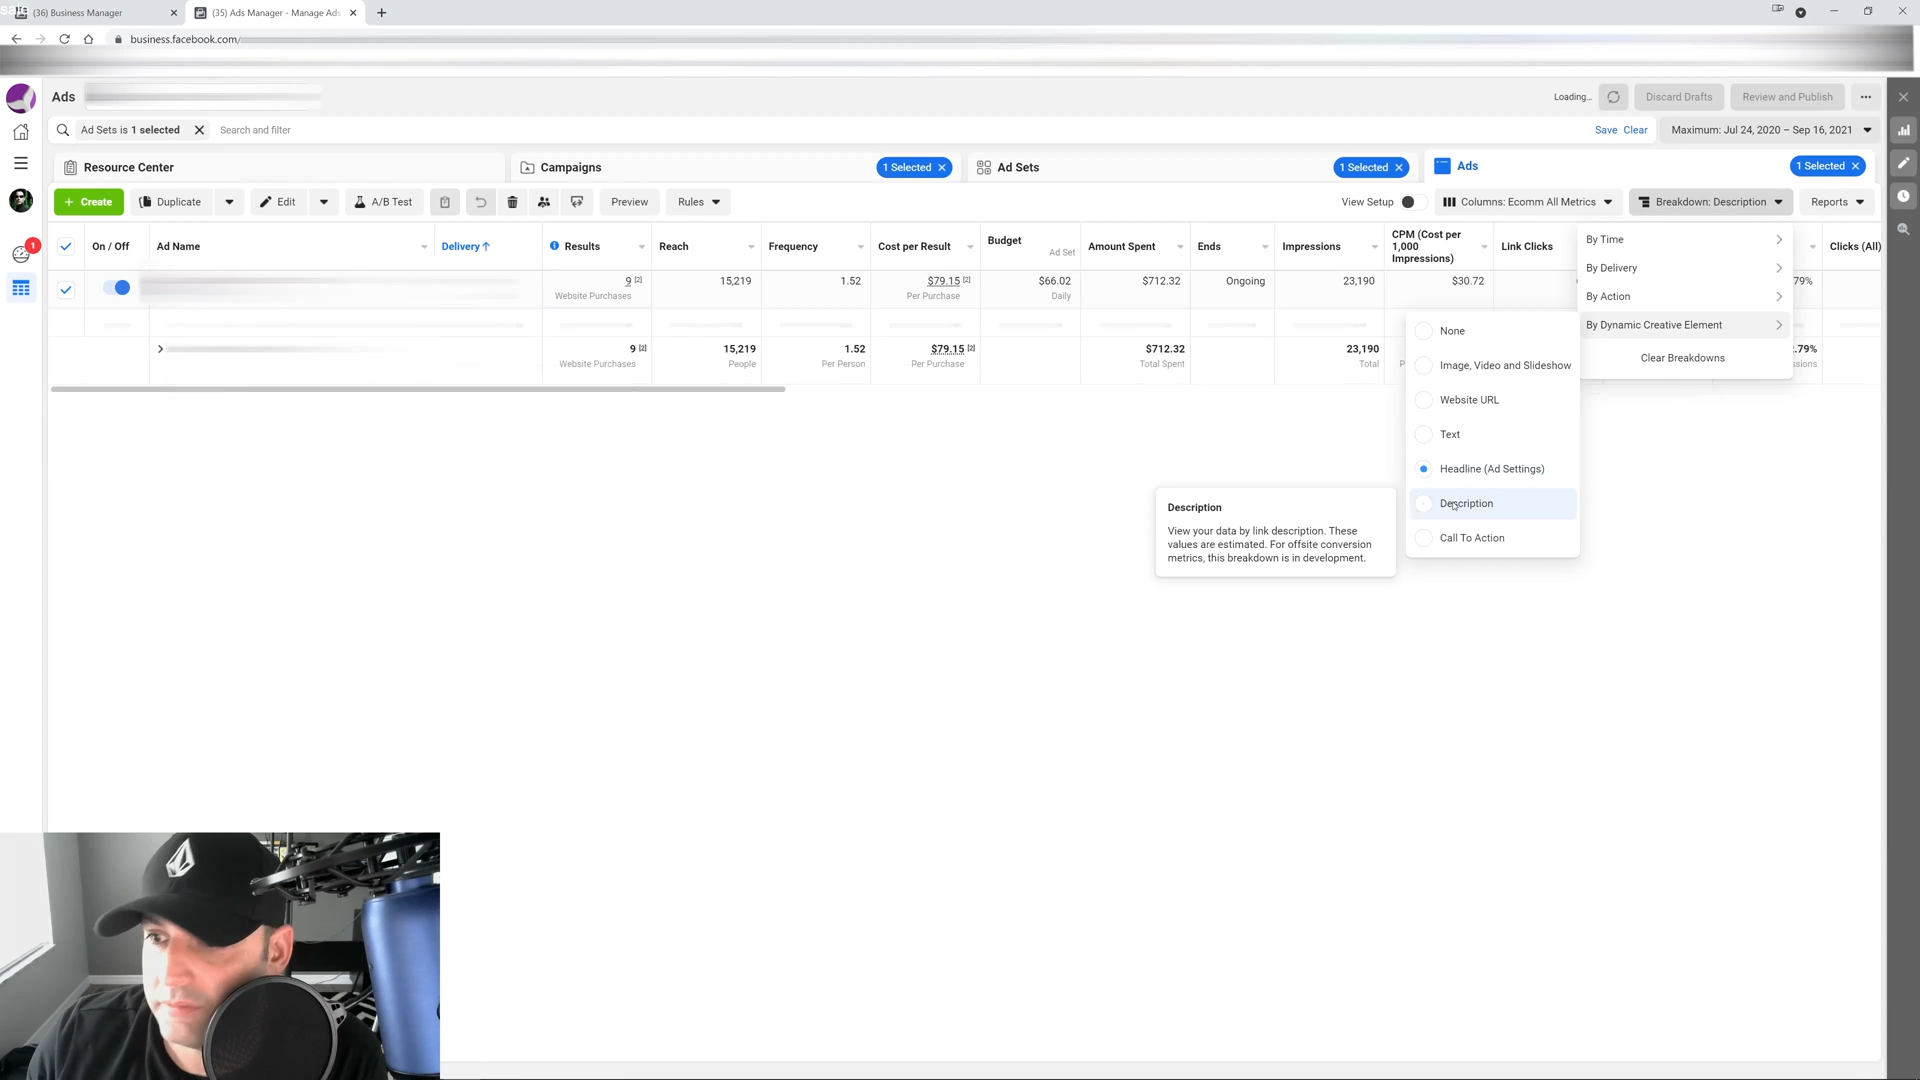 (36) Business Manager
(35) Ads Manager - Manage Ads
business.facebook.com/
Ads
Loading...
Discard Drafts
Review and Publish
Ad Sets is 1 selected
Search and filter
Save Clear
Maximum: Jul 24, 2020 – Sep 16, 2021
Resource Center
Campaigns
1 Selected
Ad Sets
1 Selected
Ads
1 Selected
+ Create
Duplicate
Edit
A/B Test
Preview
Rules
View Setup
Columns: Ecomm All Metrics
Breakdown: Description
Reports
1
On / Off
Ad Name
Delivery
Results
Reach
Frequency
Cost per Result
Budget
Ad Set
Amount Spent
Ends
Impressions
CPM (Cost per
1,000
Impressions)
Link Clicks
Clicks (All)
9 [2]
Website Purchases
15,219
1.52
$79.15 [2]
Per Purchase
$66.02
Daily
$712.32
Ongoing
23,190
$30.72
79%
9 [2]
Website Purchases
15,219
People
1.52
Per Person
$79.15 [2]
Per Purchase
$712.32
Total Spent
23,190
Total
.79%
By Time
By Delivery
By Action
By Dynamic Creative Element
Clear Breakdowns
None
Image, Video and Slideshow
Website URL
Text
Headline (Ad Settings)
Description
Call To Action
Description
View your data by link description. These
values are estimated. For offsite conversion
metrics, this breakdown is in development.